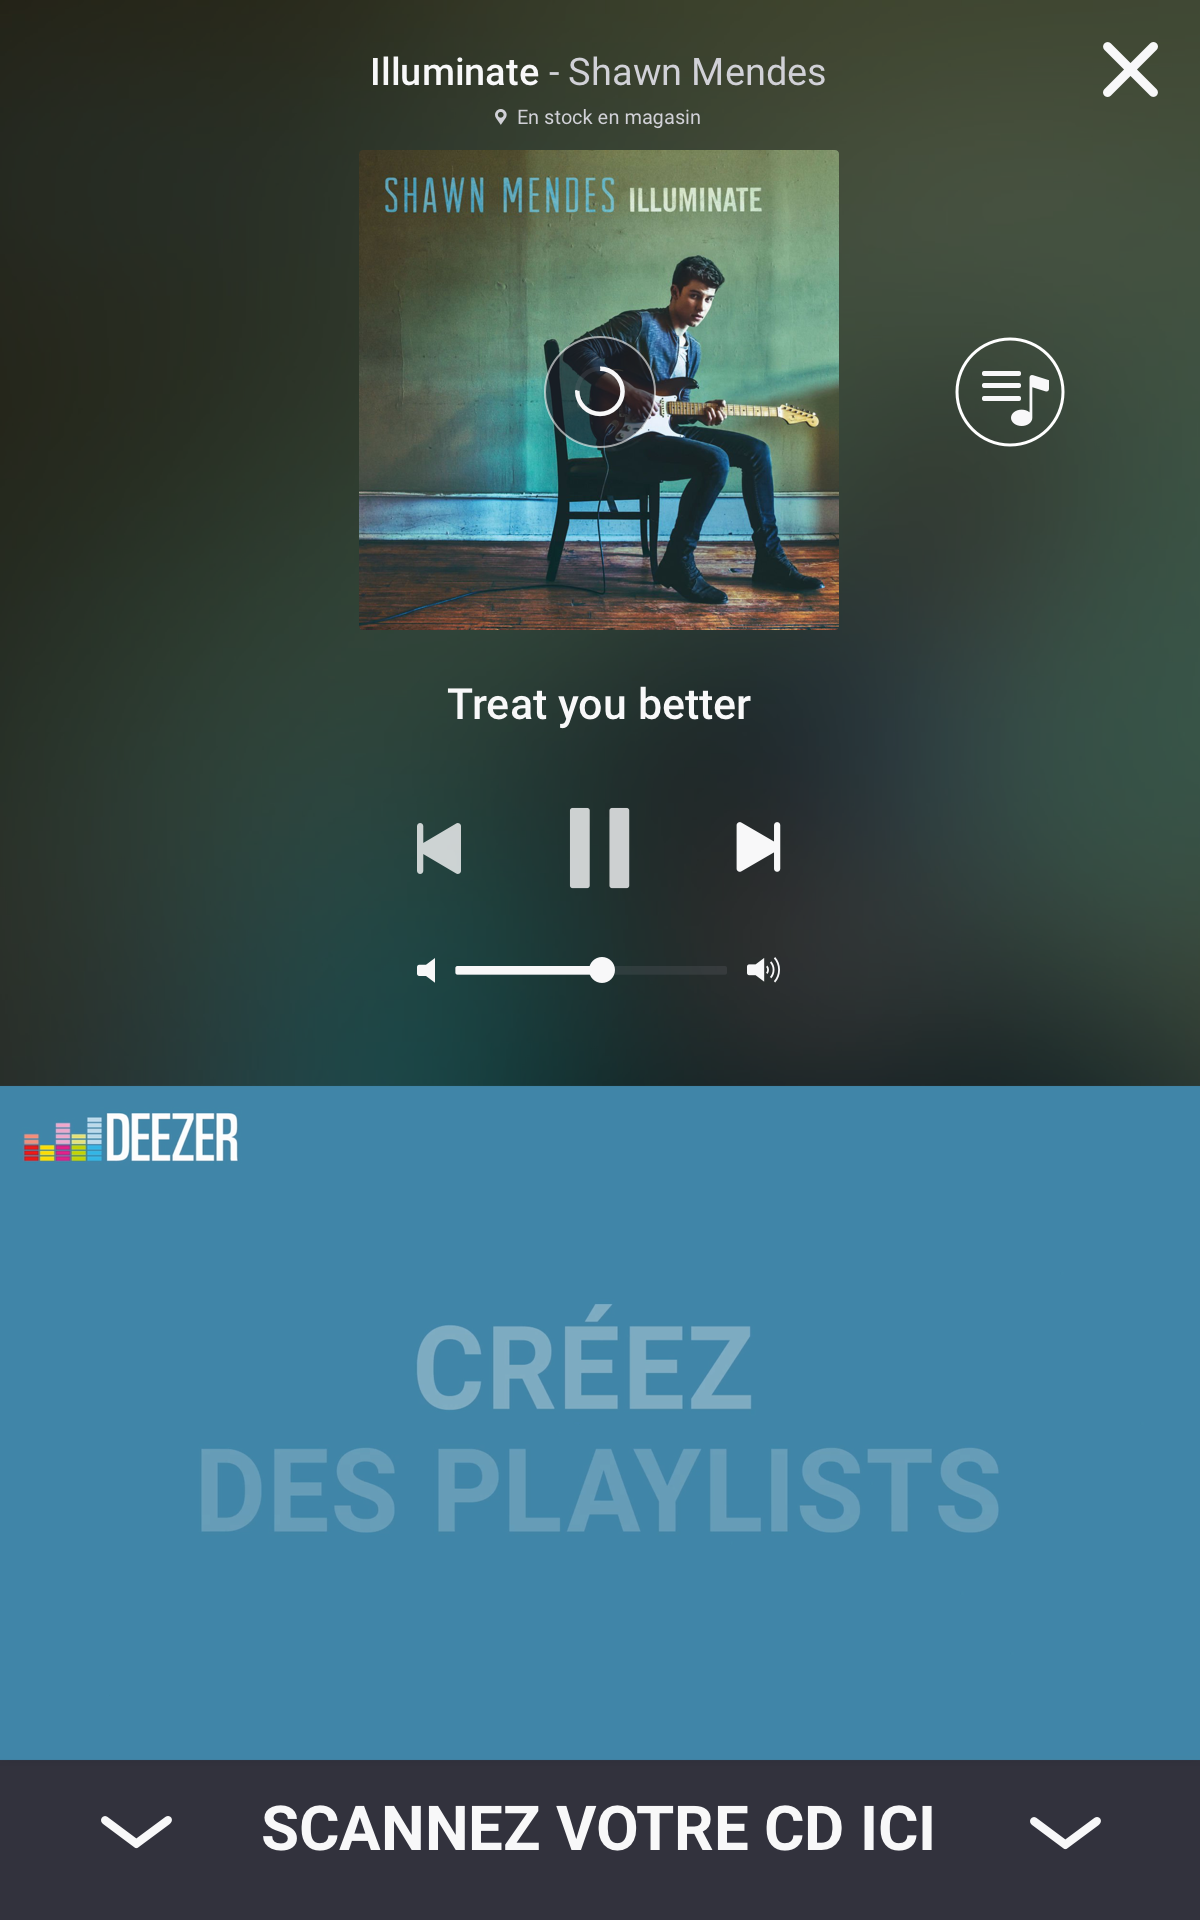 Illuminate - Shawn Mendes
En stock en magasin
SHAWN MENDES ILLUMINATE
Treat you better
DEEZER
CRÉEZ
DES PLAYLISTS
SCANNEZ VOTRE CD ICI